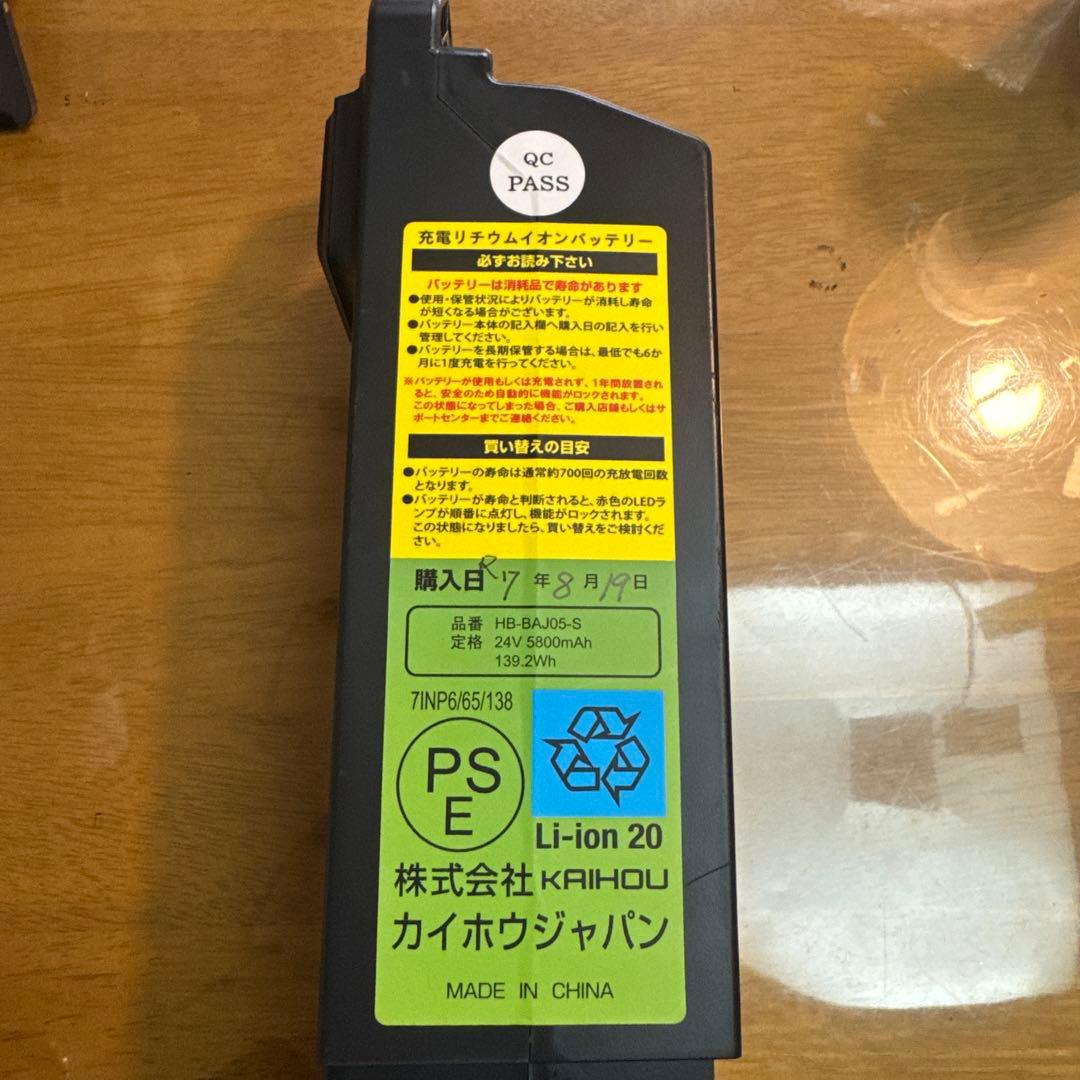 QC
PASS
充電リチウムイオンバッテリー
必ずお読み下さい
バッテリーは消耗品で寿命があります
●使用・保管状況によりバッテリーが消耗し寿命
が短くなる場合がございます。
●バッテリー本体の記入欄へ購入日の記入を行い
管理してください。
●バッテリーを長期保管する場合は、最低でも6か
月に1度充電を行ってください。
※バッテリーが使用もしくは充電されず、1年間放置され
ると、安全のため自動的に機能がロックされます。
この状態になってしまった場合、ご購入店舗もしくはサ
ポートセンターまでご連絡ください。
買い替えの目安
●バッテリーの寿命は通常約700回の充放電回数
となります。
●バッテリーが寿命と判断されると、赤色のLEDラ
ンプが順番に点灯し、機能がロックされます。
この状態になりましたら、買い替えをご検討くだ
さい。
購入日 R7年8月19日
品番 HB-BAJ05-S
定格 24V 5800mAh
139.2Wh
7INP6/65/138
PS
E
Li-ion 20
株式会社 KAIHOU
カイホウジャパン
MADE IN CHINA